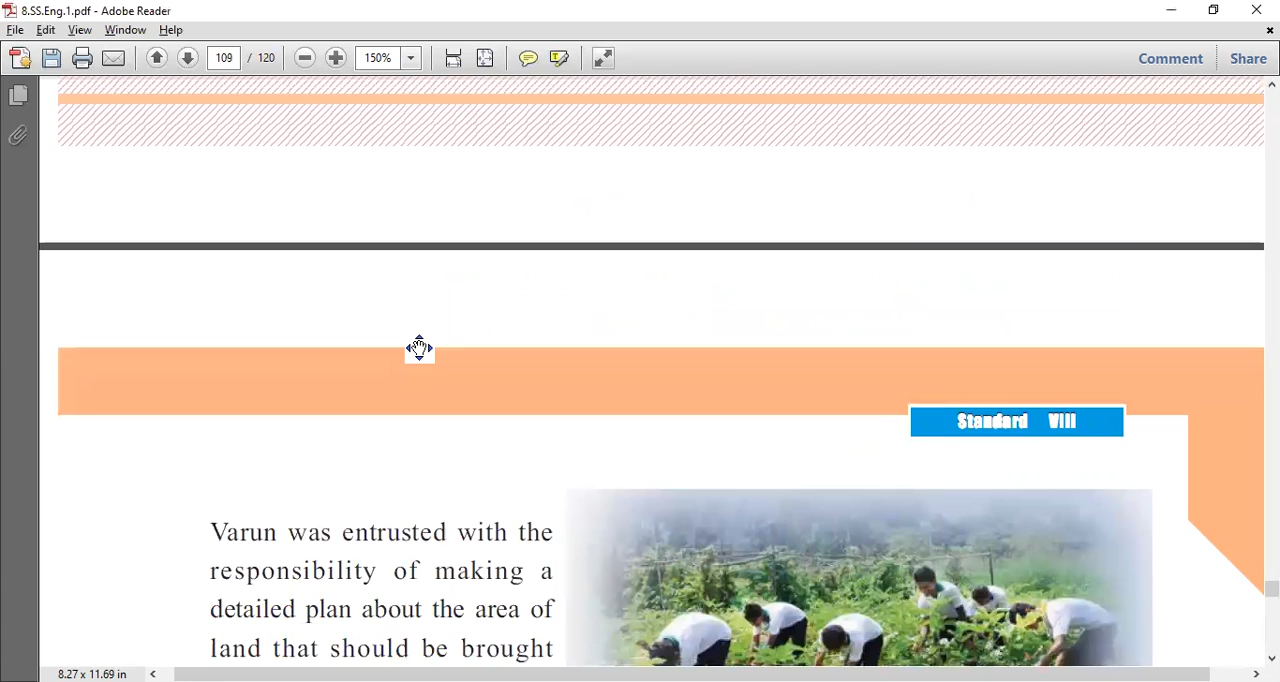 8.SS.Eng.1.pdf - Adobe Reader
File Edit View Window Help
109 / 120 150% Comment Share
Standard VIII
Varun was entrusted with the
responsibility of making a
detailed plan about the area of
land that should be brought
8.27 x 11.69 in